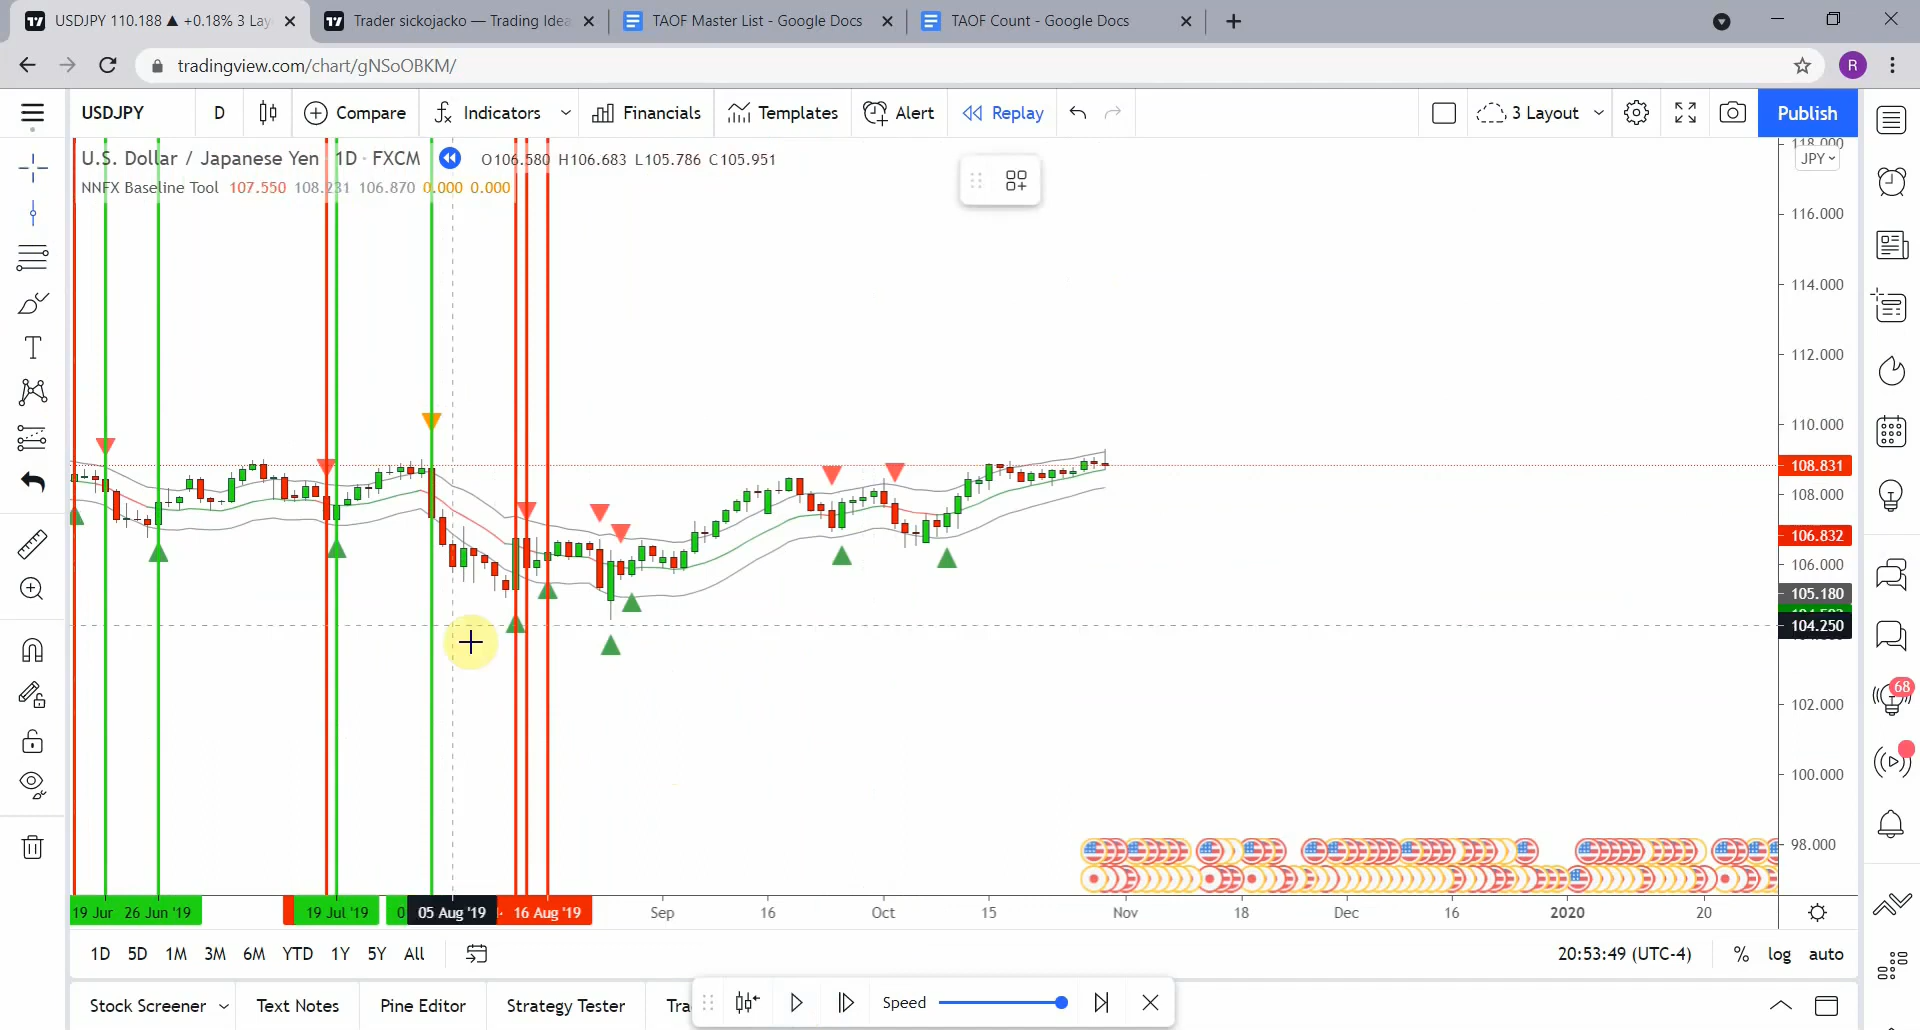 USDJPY 110.188 ▲ +0.18% 3 Lay
Trader sickojacko — Trading Idea
TAOF Master List - Google Docs
TAOF Count - Google Docs
tradingview.com/chart/gNSoOBKM/
R
USDJPY
D
Compare
Indicators
Financials
Templates
Alert
Replay
3 Layout
Publish
U.S. Dollar / Japanese Yen 1D · FXCM O106.580 H106.683 L105.786 C105.951
NNFX Baseline Tool 107.550 108.231 106.870 0.000 0.000
118.000
JPY
116.000
114.000
112.000
110.000
108.831
108.000
106.832
106.000
105.180
104.250
102.000
100.000
98.000
68
19 Jun
26 Jun '19
19 Jul '19
0
05 Aug '19
16 Aug '19
Sep
16
Oct
15
Nov
18
Dec
16
2020
20
1D 5D 1M 3M 6M YTD 1Y 5Y All
20:53:49 (UTC-4)
% log auto
Stock Screener
Text Notes
Pine Editor
Strategy Tester
Tra
Speed